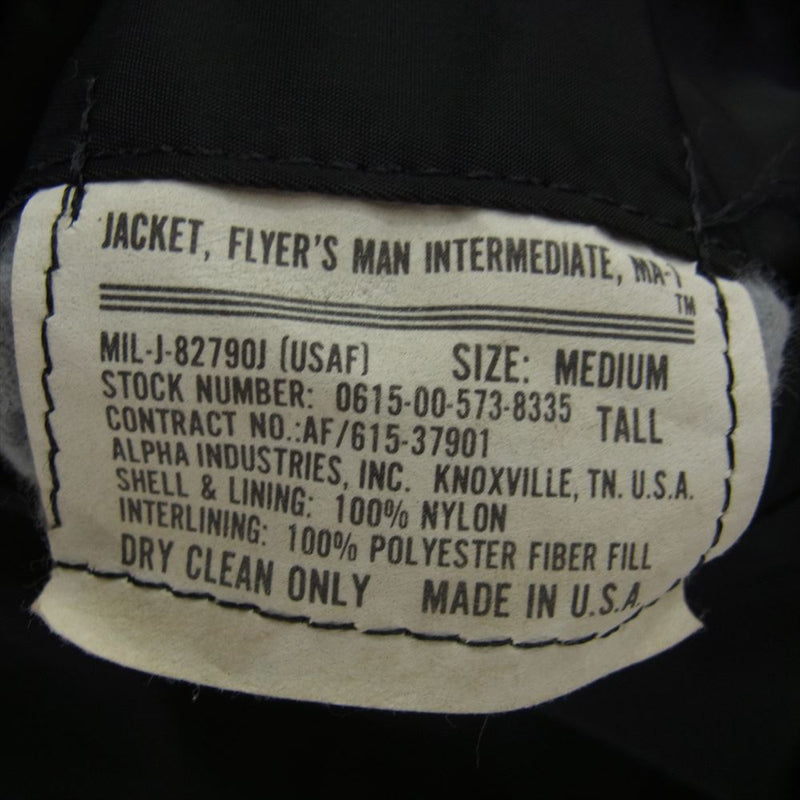 JACKET, FLYER'S MAN INTERMEDIATE, MA-1
TM
MIL-J-82790J (USAF) SIZE: MEDIUM
STOCK NUMBER: 0615-00-573-8335 TALL
CONTRACT NO.:AF/615-37901
ALPHA INDUSTRIES, INC. KNOXVILLE, TN. U.S.A.
SHELL & LINING: 100% NYLON
INTERLINING: 100% POLYESTER FIBER FILL
DRY CLEAN ONLY MADE IN U.S.A.